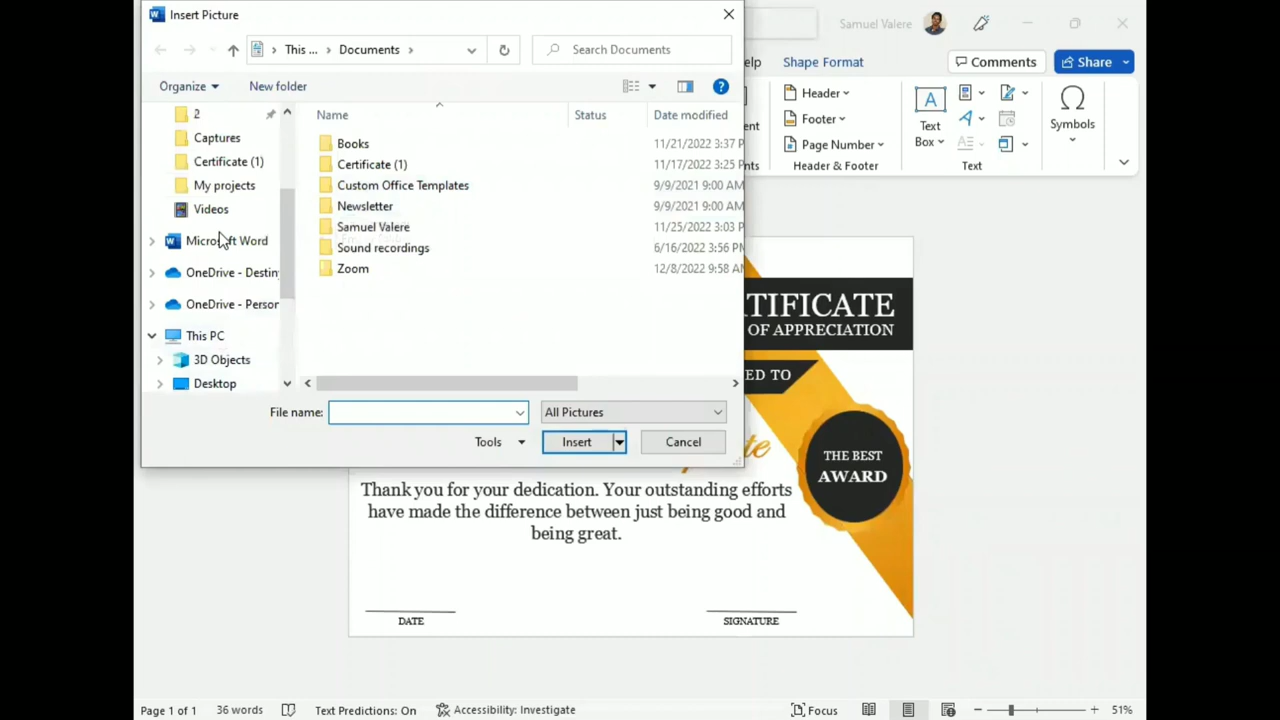 Insert Picture
Samuel Valere
This ... Documents
Search Documents
Shape Format
Comments
Share
Organize
New folder
Header
Footer
Page Number
Header & Footer
Text
Box
Text
Symbols
Name
Status
Date modified
2
Captures
Certificate (1)
My projects
Videos
Microsoft Word
OneDrive - Destin
OneDrive - Person
This PC
3D Objects
Desktop
Books 11/21/2022 3:37 P
Certificate (1) 11/17/2022 3:25 P
Custom Office Templates 9/9/2021 9:00 AM
Newsletter 9/9/2021 9:00 AM
Samuel Valere 11/25/2022 3:03 P
Sound recordings 6/16/2022 3:56 P
Zoom 12/8/2022 9:58 A
File name:
All Pictures
Tools
Insert
Cancel
TIFICATE
OF APPRECIATION
ED TO
THE BEST
AWARD
Thank you for your dedication. Your outstanding efforts
have made the difference between just being good and
being great.
DATE
SIGNATURE
Page 1 of 1
36 words
Text Predictions: On
Accessibility: Investigate
Focus
51%